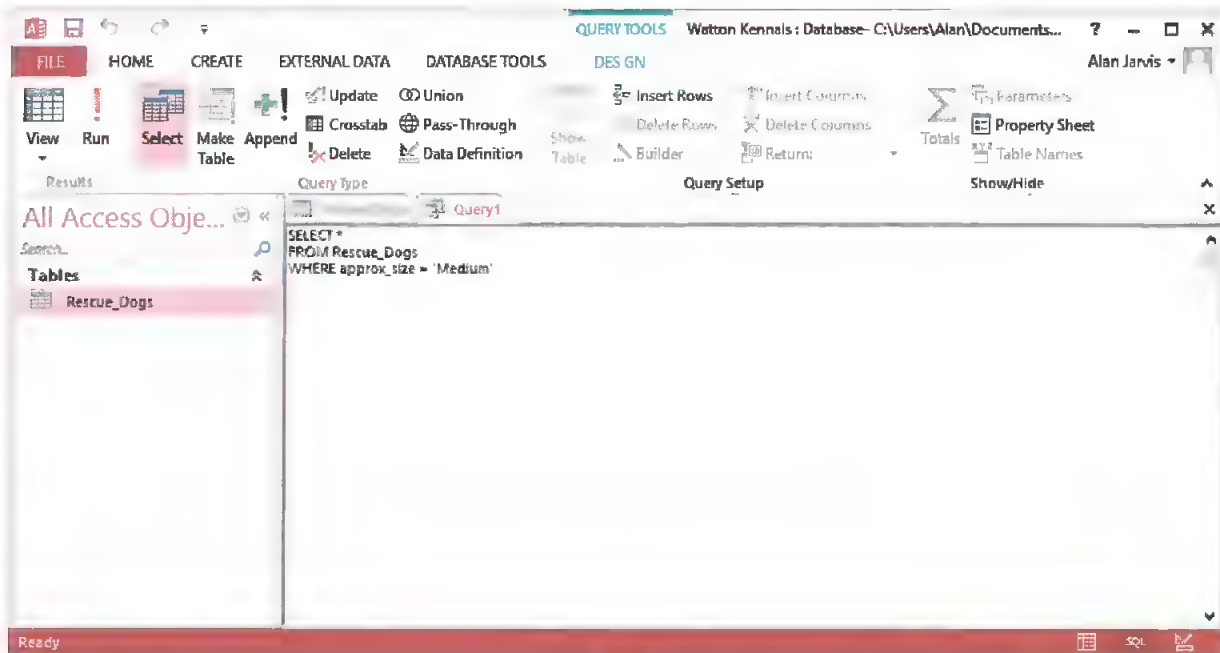 QUERY TOOLS Watton Kennals : Database- C:\Users\Alan\Documents... ?
FILE HOME CREATE EXTERNAL DATA DATABASE TOOLS DESIGN Alan Jarvis
View Run Select Make Table Append
Update Union
Crosstab Pass-Through
Delete Data Definition
Show Table
Insert Rows Insert Columns
Delete Rows Delete Columns
Builder Return:
Totals
Parameters
Property Sheet
Table Names
Results Query Type Query Setup Show/Hide
All Access Obje... «
Search...
Tables
Rescue_Dogs
Query1
SELECT *
FROM Rescue_Dogs
WHERE approx_size = 'Medium'
Ready SQL